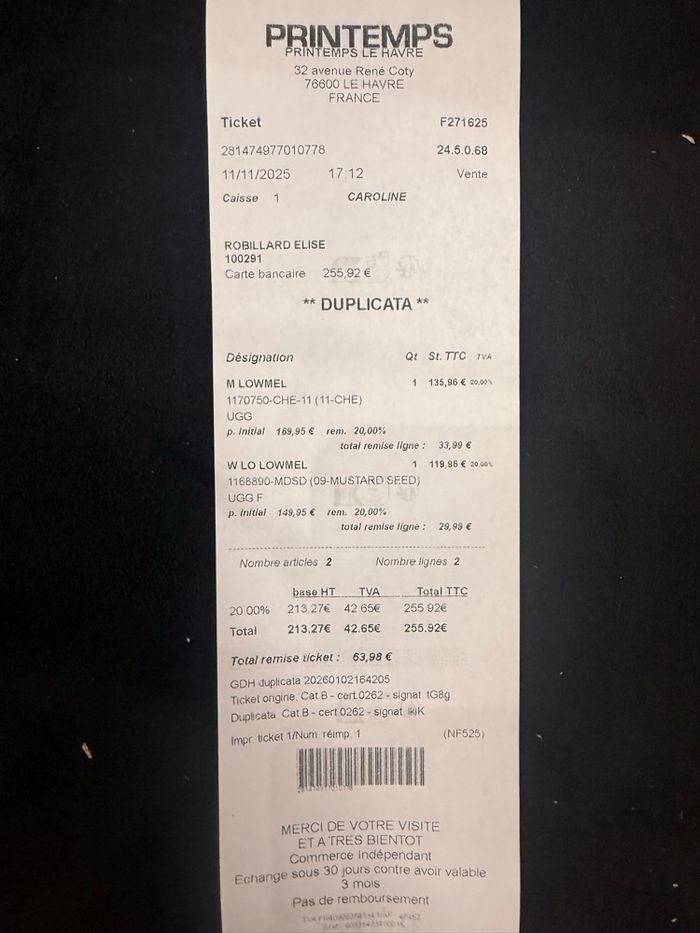 PRINTEMPS
PRINTEMPS LE HAVRE
32 avenue René Coty
76600 LE HAVRE
FRANCE
Ticket F271625
281474977010778 24.5.0.68
11/11/2025 17:12 Vente
Caisse 1 CAROLINE
ROBILLARD ELISE
100291
Carte bancaire 255,92 €
** DUPLICATA **
Désignation Qt St. TTC TVA
M LOWMEL 1 135,96 € 20,00%
1170750-CHE-11 (11-CHE)
UGG
p. initial 169,95 € rem. 20,00%
total remise ligne : 33,99 €
W LO LOWMEL 1 119,96 € 20,00%
1168890-MDSD (09-MUSTARD SEED)
UGG F
p. initial 149,95 € rem. 20,00%
total remise ligne : 29,99 €
Nombre articles 2 Nombre lignes 2
base HT TVA Total TTC
20.00% 213.27€ 42.65€ 255.92€
Total 213.27€ 42.65€ 255.92€
Total remise ticket : 63,98 €
GDH duplicata 20260102164205
Ticket origine. Cat B - cert.0262 - signat. tG8g
Duplicata. Cat B - cert.0262 - signat. IkiK
Impr. ticket 1/Num. réimp. 1 (NF525)
MERCI DE VOTRE VISITE
ET A TRES BIENTOT
Commerce Indépendant
Echange sous 30 jours contre avoir valable
3 mois
Pas de remboursement